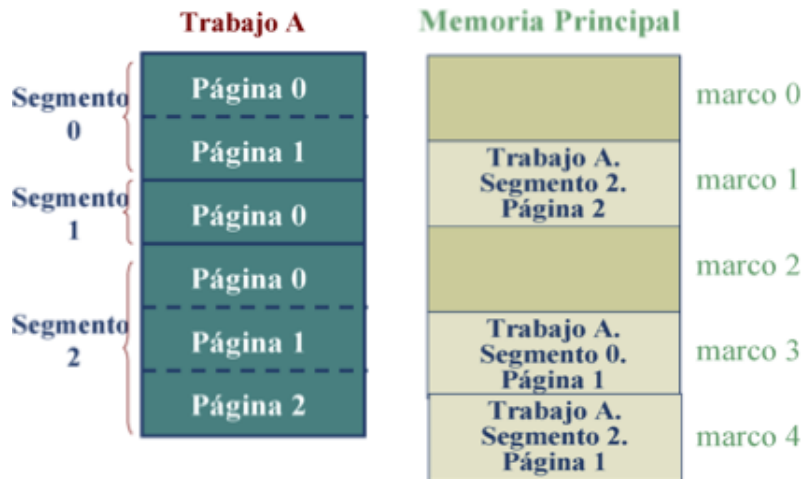 Trabajo A
Segmento
0
Página 0
Página 1
Segmento
1
Página 0
Segmento
2
Página 0
Página 1
Página 2
Memoria Principal
marco 0
Trabajo A.
Segmento 2.
Página 2
marco 1
marco 2
Trabajo A.
Segmento 0.
Página 1
marco 3
Trabajo A.
Segmento 2.
Página 1
marco 4